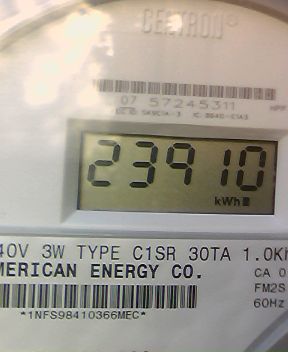 CENTRON®
07 57245311
23910
kWh
40V 3W TYPE C1SR 30TA 1.0Kh
MERICAN ENERGY CO.
CA 0
FM2S
60Hz
*1NFS98410366MEC*